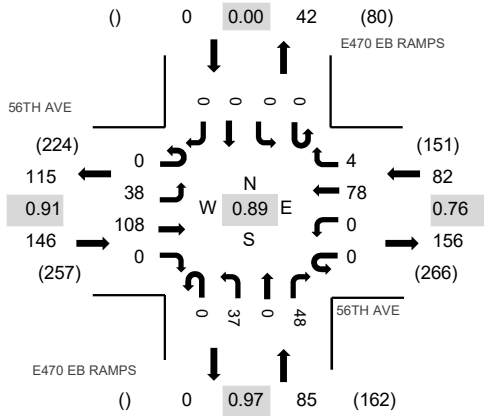 () 0 0.00 42 (80)
E470 EB RAMPS
56TH AVE
0 0 0 0
(224) (151)
0 4
115 82
38 N 78
0.91 W 0.89 E 0.76
108 S 0
146 156
0 0
(257) (266)
0 37 0 48
56TH AVE
E470 EB RAMPS
() 0 0.97 85 (162)